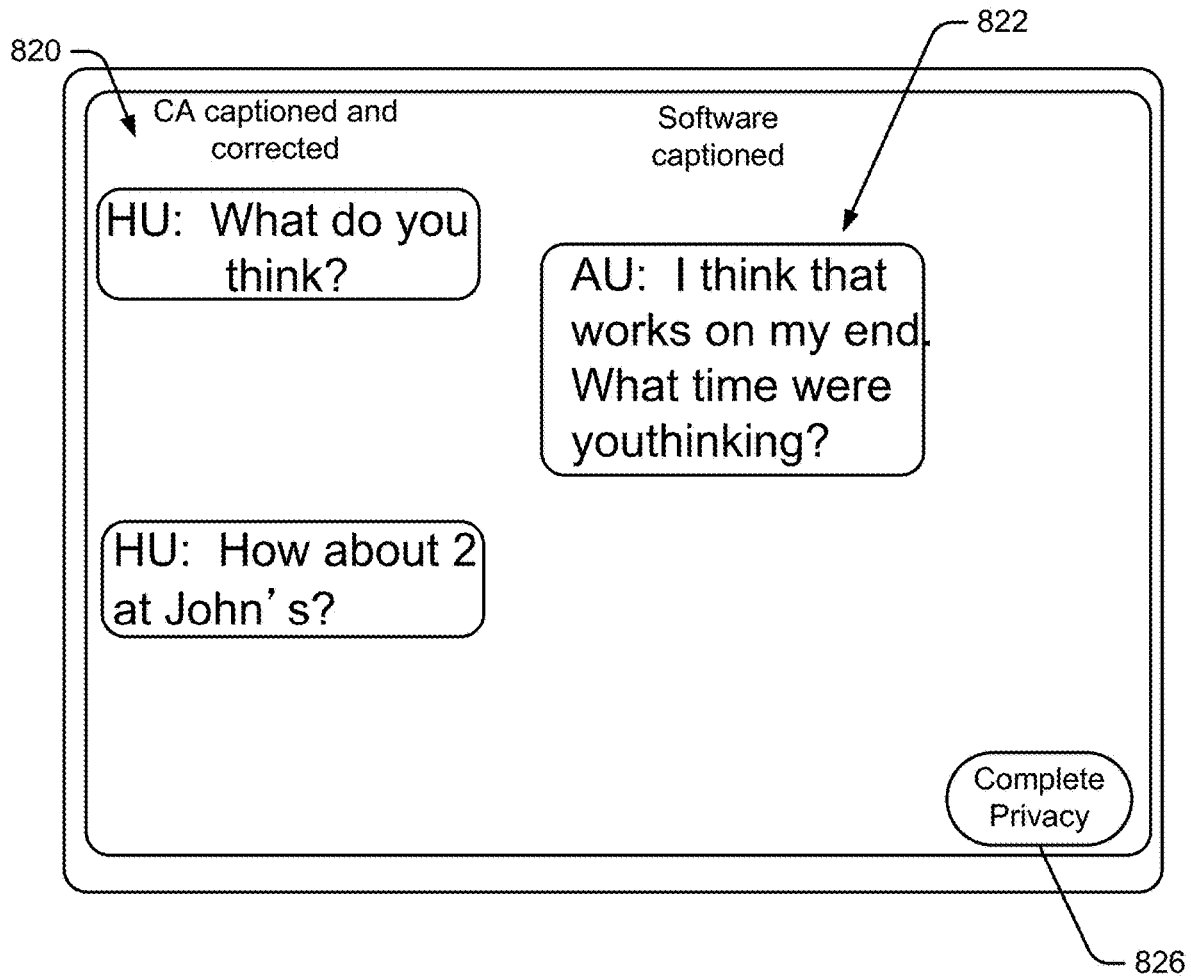 822
820
CA captioned and
corrected
Software
captioned
HU: What do you
think?
AU: I think that
works on my end.
What time were
youthinking?
HU: How about 2
at John's?
Complete
Privacy
826